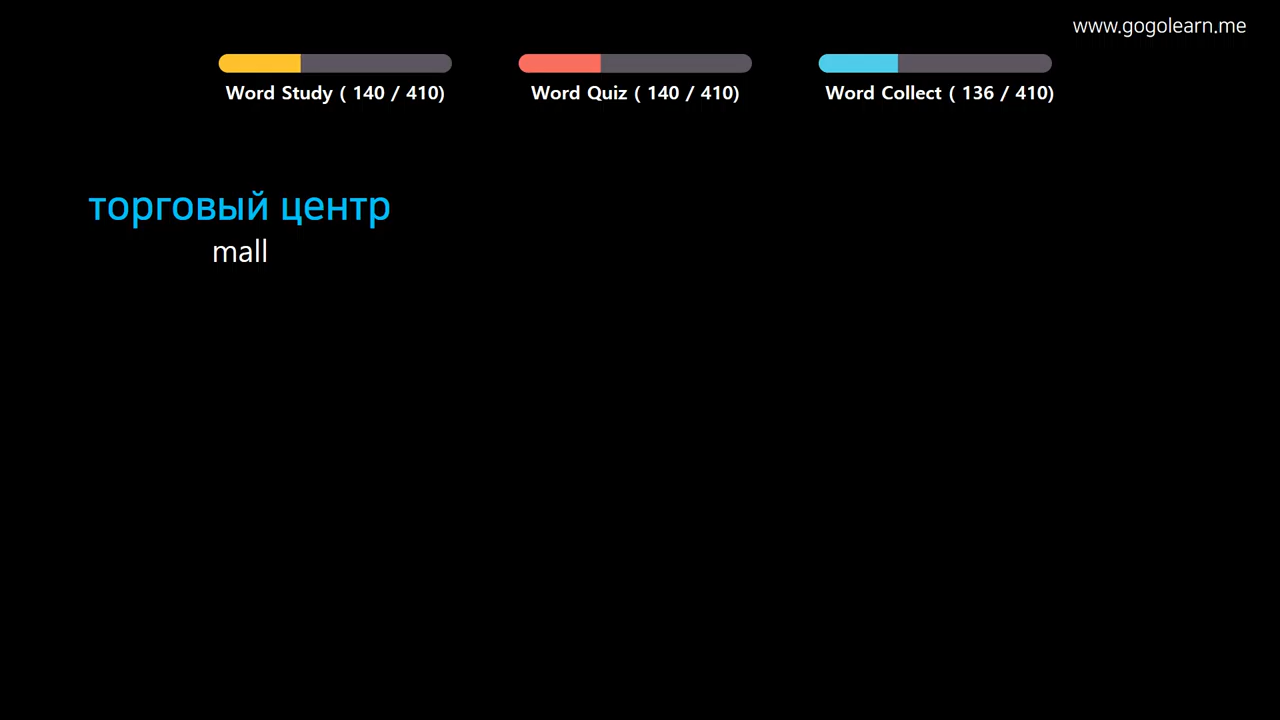 www.gogolearn.me
Word Study ( 140 / 410)
Word Quiz ( 140 / 410)
Word Collect ( 136 / 410)
торговый центр
mall